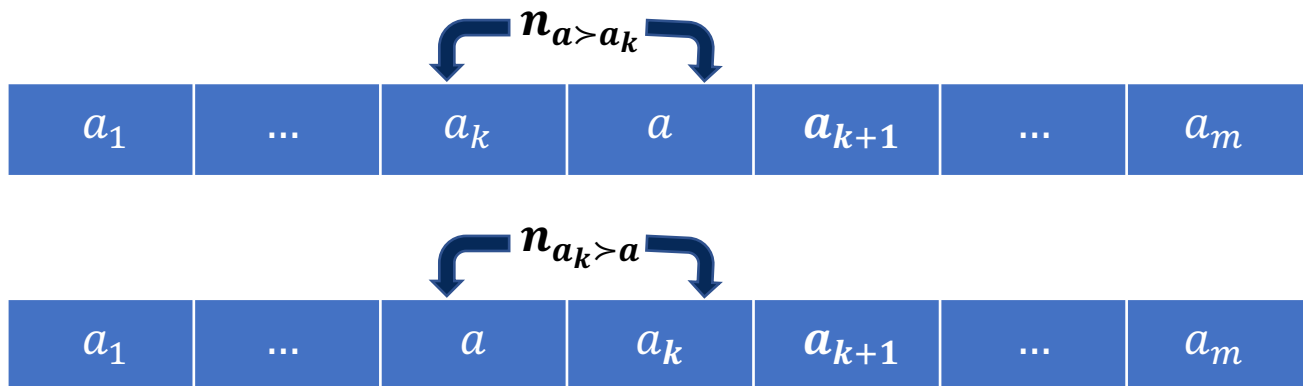 n_{a≻a_k}
a_1 ... a_k a a_{k+1} ... a_m
n_{a_k≻a}
a_1 ... a a_k a_{k+1} ... a_m